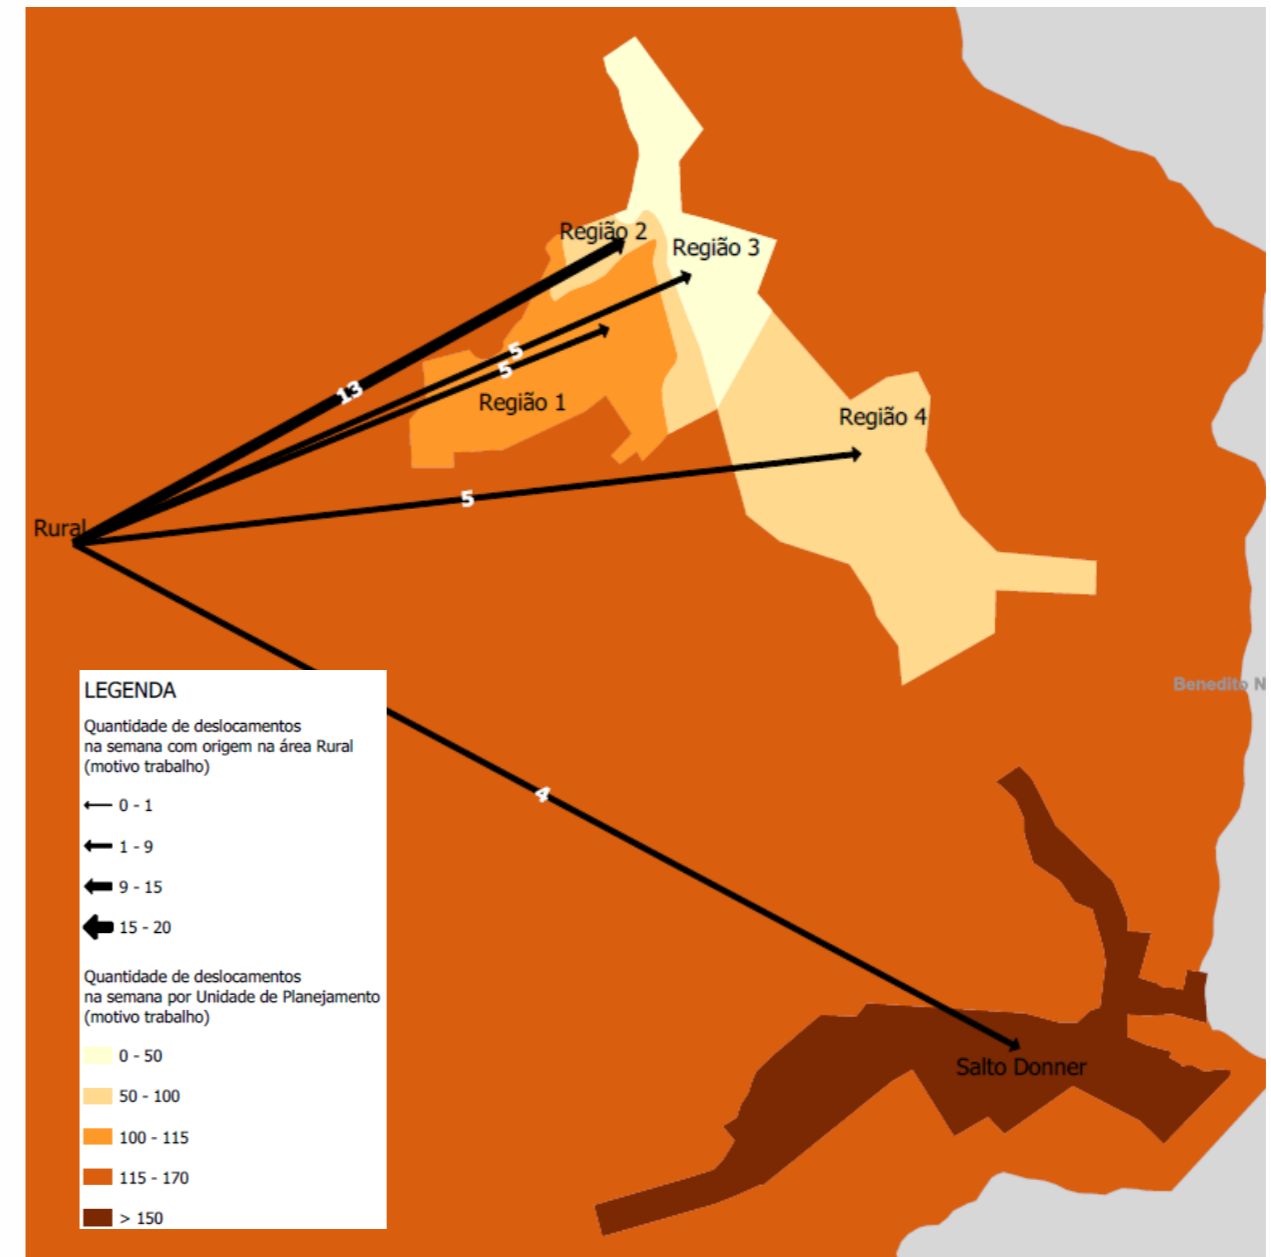 Região 2
Região 3
5
5
13
Região 1
Região 4
5
Rural
Benedito N
LEGENDA
Quantidade de deslocamentos
na semana com origem na área Rural
(motivo trabalho)
0 - 1
1 - 9
9 - 15
15 - 20
Quantidade de deslocamentos
na semana por Unidade de Planejamento
(motivo trabalho)
0 - 50
50 - 100
100 - 115
115 - 170
> 150
4
Salto Donner